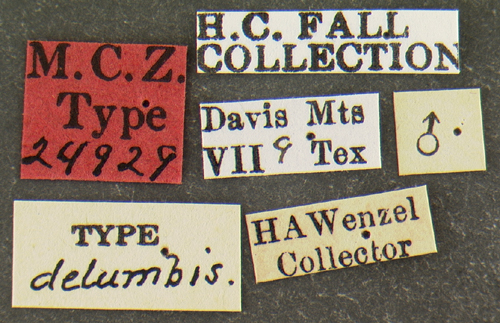 H.C. FALL
COLLECTION
M.C.Z.
Type
24929
Davis Mts
VII 9 Tex
♂
TYPE
delumbis.
HAWenzel
Collector